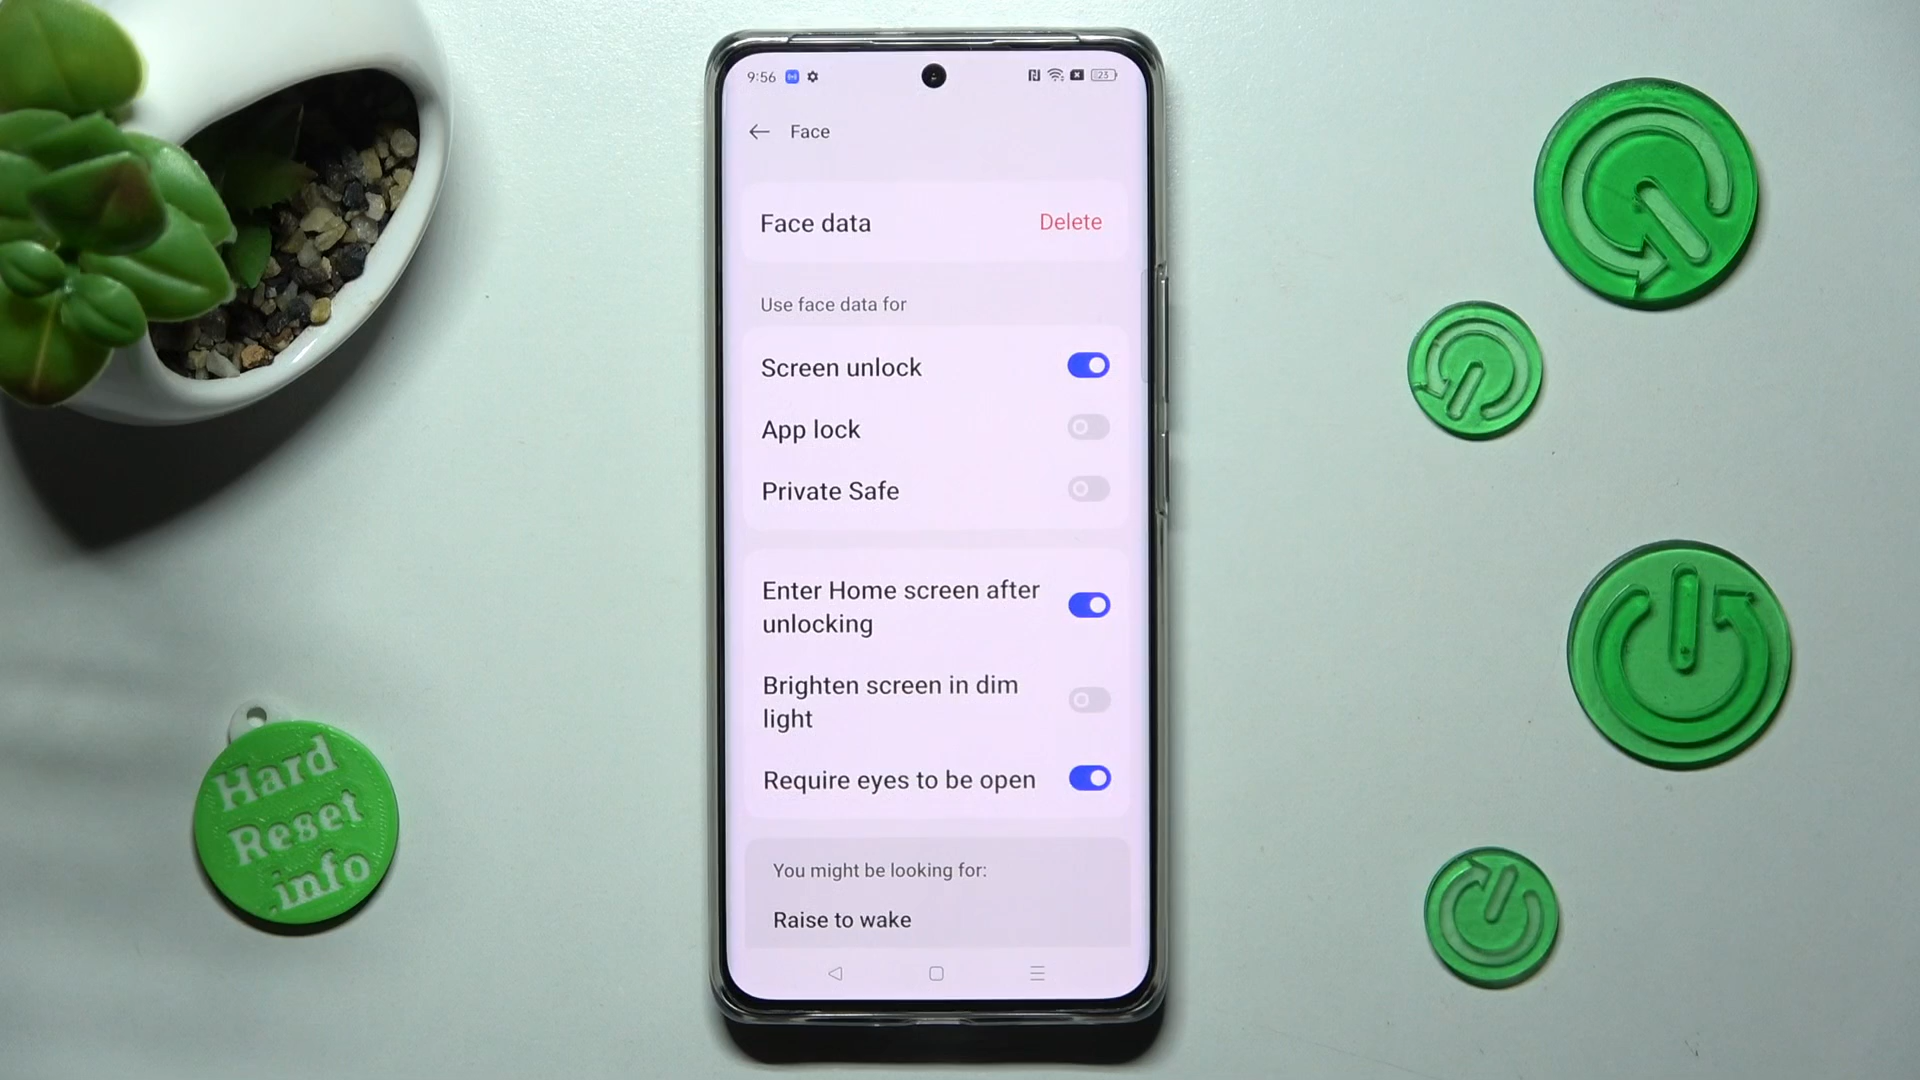 9:56
23
Face
Face data
Delete
Use face data for
Screen unlock
App lock
Private Safe
Enter Home screen after
unlocking
Brighten screen in dim
light
Require eyes to be open
You might be looking for:
Raise to wake
Hard
Reset
.info